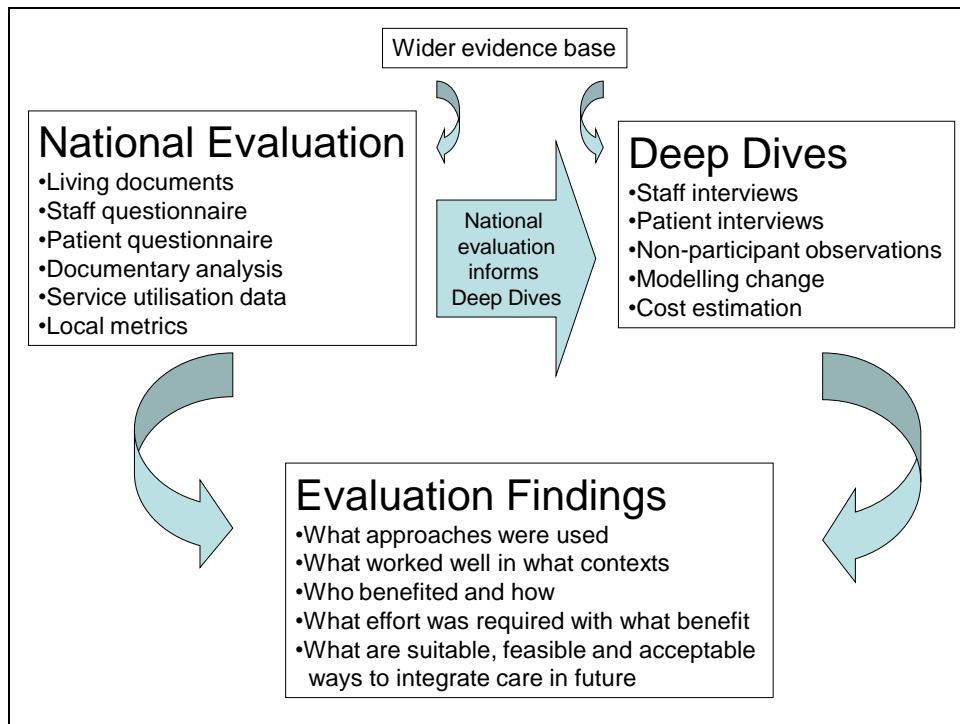 Wider evidence base
National Evaluation
•Living documents
•Staff questionnaire
•Patient questionnaire
•Documentary analysis
•Service utilisation data
•Local metrics
National
evaluation
informs
Deep Dives
Deep Dives
•Staff interviews
•Patient interviews
•Non-participant observations
•Modelling change
•Cost estimation
Evaluation Findings
•What approaches were used
•What worked well in what contexts
•Who benefited and how
•What effort was required with what benefit
•What are suitable, feasible and acceptable
ways to integrate care in future